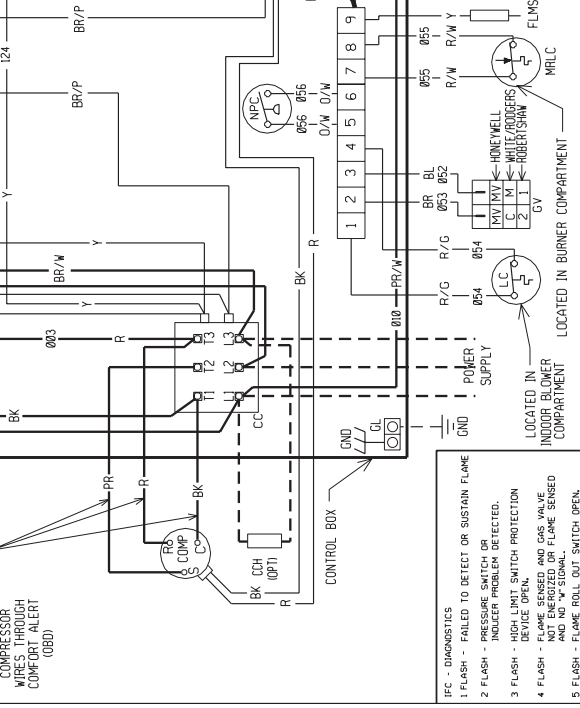 BR/P
BR/P
124
Y
Y
BR/W
Y
003
R
BK
PR
R
BK
T3
T2
T1
L3
L2
L1
CC
R
COMP
S
C
CCH
(OPT)
BK
R
BK
R
COMPRESSOR
WIRES THROUGH
COMFORT ALERT
(OBD)
NPC
056
056
O/W
O/W
9
8
7
6
5
4
3
2
1
Y
055
R/W
055
R/W
FLMS
MRLC
BL
052
BR
053
HONEYWELL
WHITE/RODGERS
ROBERTSHAW
MV
MV
C
M
2
1
GV
R/G
054
R/G
054
LC
010
PR/W
LOCATED IN BURNER COMPARTMENT
LOCATED IN
INDOOR BLOWER
COMPARTMENT
POWER
SUPPLY
GND
GL
GND
CONTROL BOX
IFC - DIAGNOSTICS
1 FLASH - FAILED TO DETECT OR SUSTAIN FLAME
2 FLASH - PRESSURE SWITCH OR
INDUCER PROBLEM DETECTED.
3 FLASH - HIGH LIMIT SWITCH PROTECTION
DEVICE OPEN.
4 FLASH - FLAME SENSED AND GAS VALVE
NOT ENERGIZED OR FLAME SENSED
AND NO "W" SIGNAL.
5 FLASH - FLAME ROLL OUT SWITCH OPEN.